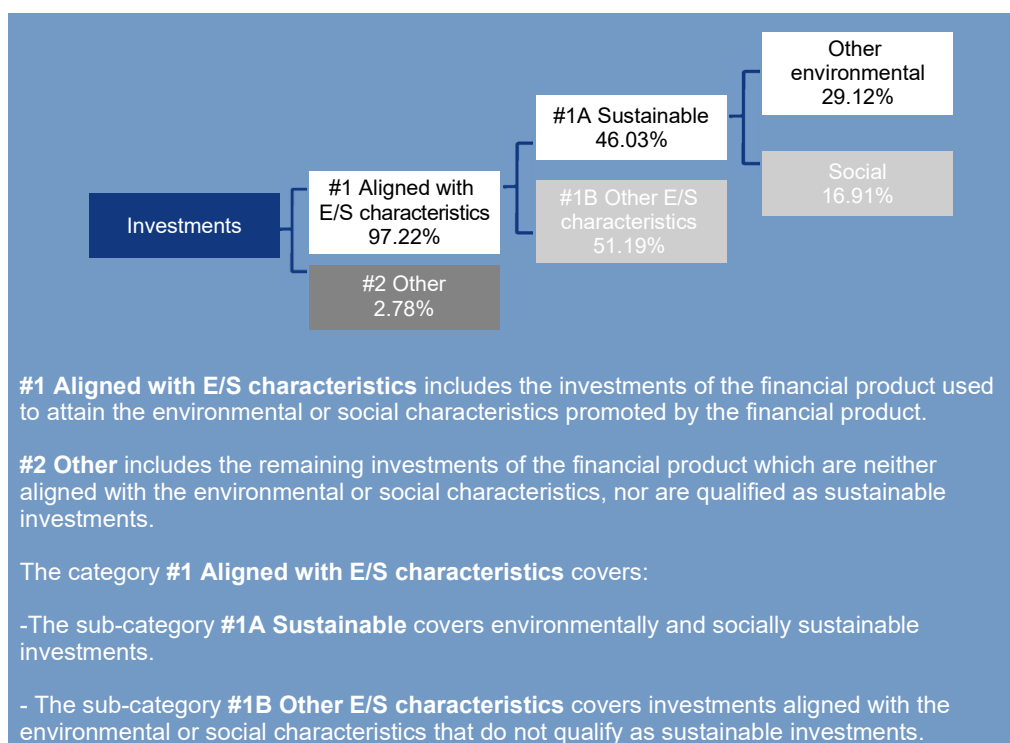 Investments
#1 Aligned with
E/S characteristics
97.22%
#2 Other
2.78%
#1A Sustainable
46.03%
#1B Other E/S
characteristics
51.19%
Other
environmental
29.12%
Social
16.91%
#1 Aligned with E/S characteristics includes the investments of the financial product used
to attain the environmental or social characteristics promoted by the financial product.
#2 Other includes the remaining investments of the financial product which are neither
aligned with the environmental or social characteristics, nor are qualified as sustainable
investments.
The category #1 Aligned with E/S characteristics covers:
-The sub-category #1A Sustainable covers environmentally and socially sustainable
investments.
- The sub-category #1B Other E/S characteristics covers investments aligned with the
environmental or social characteristics that do not qualify as sustainable investments.